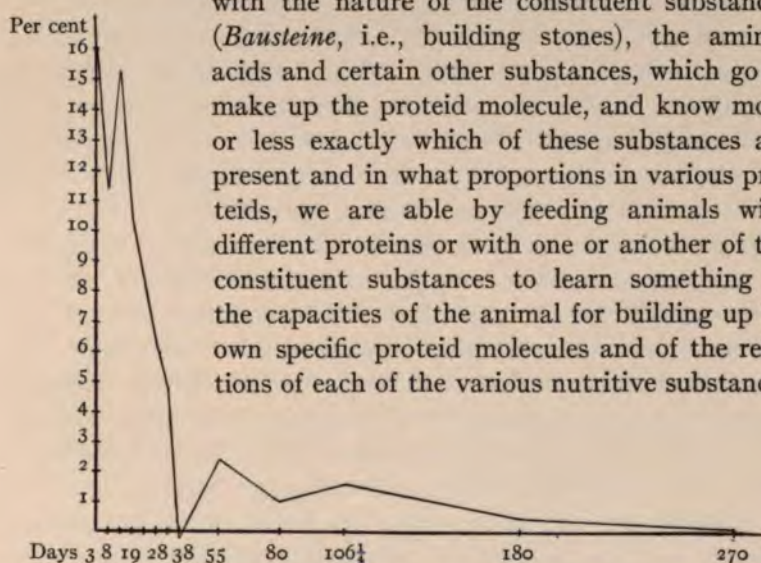 with the nature of the constituent substanc
(Bausteine, i.e., building stones), the amin
acids and certain other substances, which go
make up the proteid molecule, and know mo
or less exactly which of these substances a
present and in what proportions in various pr
teids, we are able by feeding animals wi
different proteins or with one or another of t
constituent substances to learn something
the capacities of the animal for building up
own specific proteid molecules and of the re
tions of each of the various nutritive substanc
Per cent
16
15
14
13
12
11
10
9
8
7
6
5
4
3
2
1
Days 3 8 19 28 38 55 80 106¼ 180 270